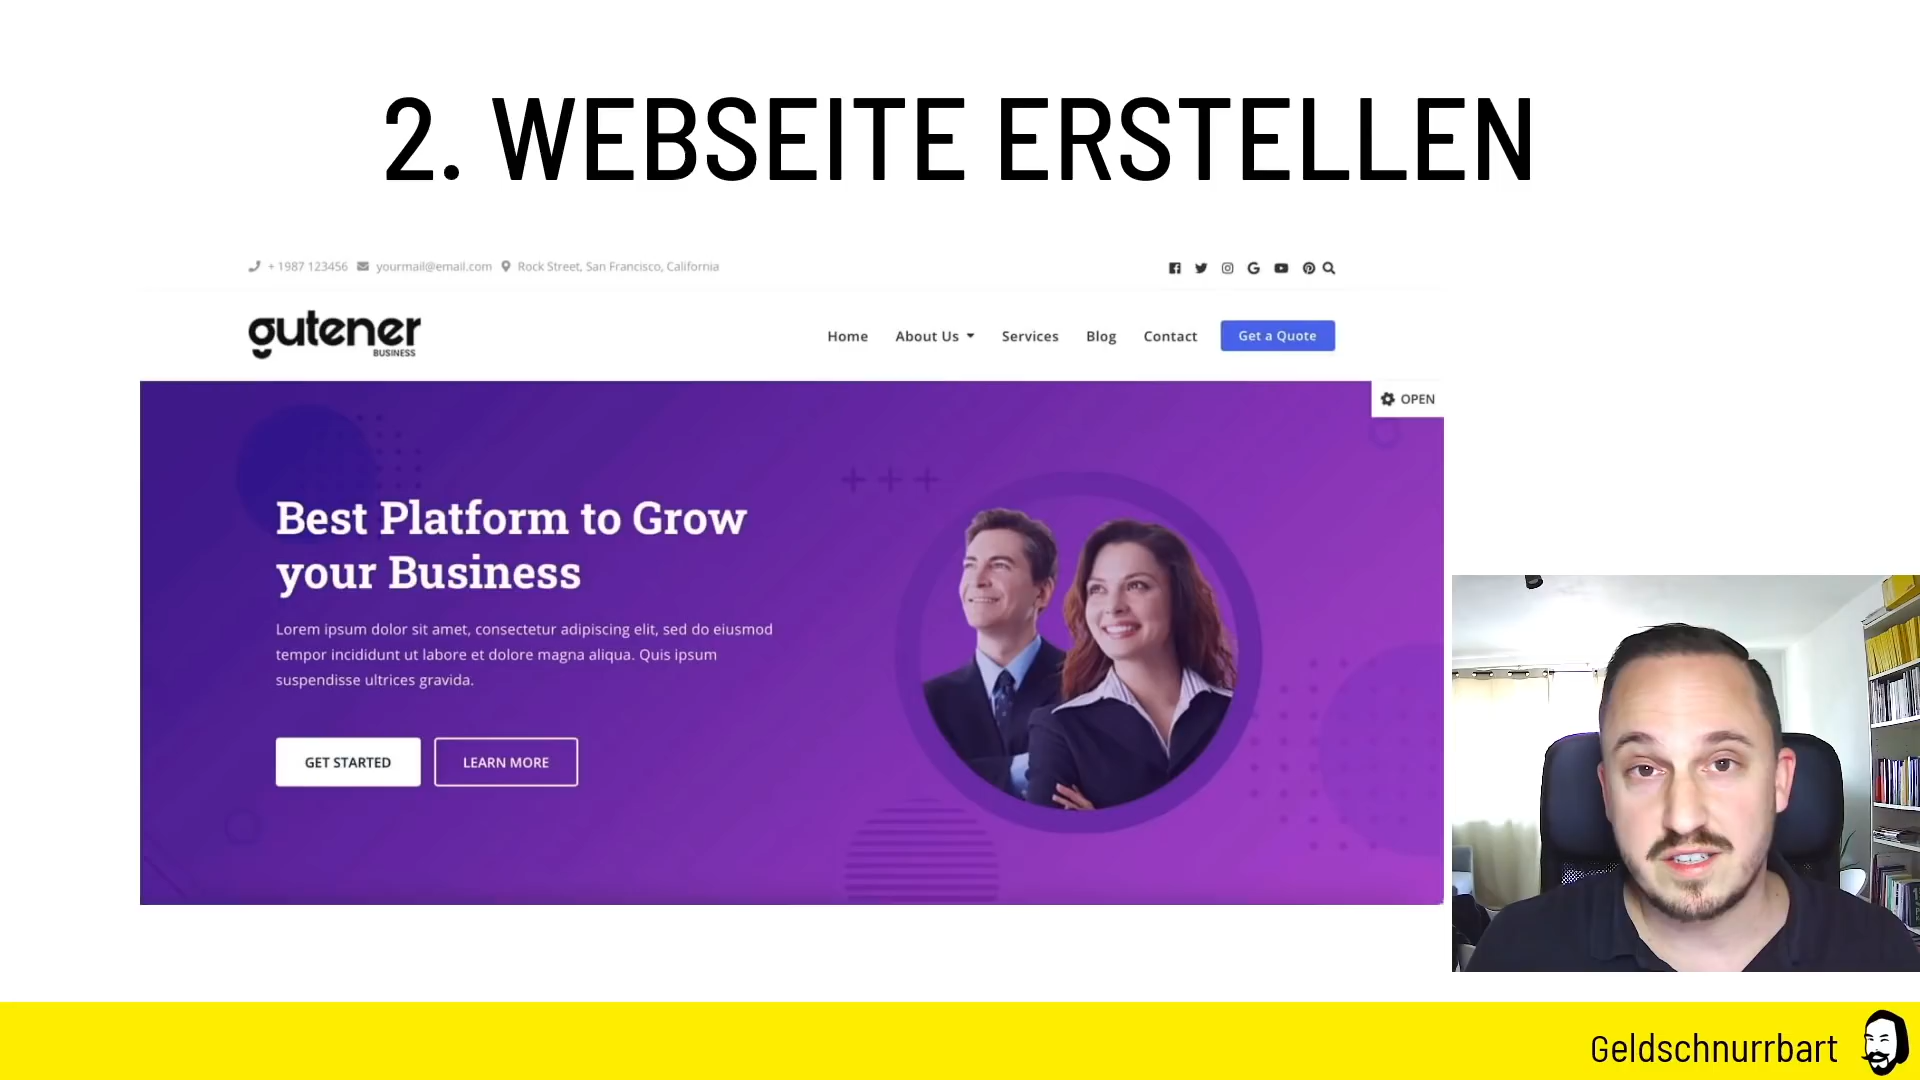 2. WEBSEITE ERSTELLEN
+ 1987 123456 yourmail@email.com Rock Street, San Francisco, California
gutener
BUSINESS
Home About Us Services Blog Contact Get a Quote
OPEN
Best Platform to Grow
your Business
Lorem ipsum dolor sit amet, consectetur adipiscing elit, sed do eiusmod
tempor incididunt ut labore et dolore magna aliqua. Quis ipsum
suspendisse ultrices gravida.
GET STARTED LEARN MORE
Geldschnurrbart